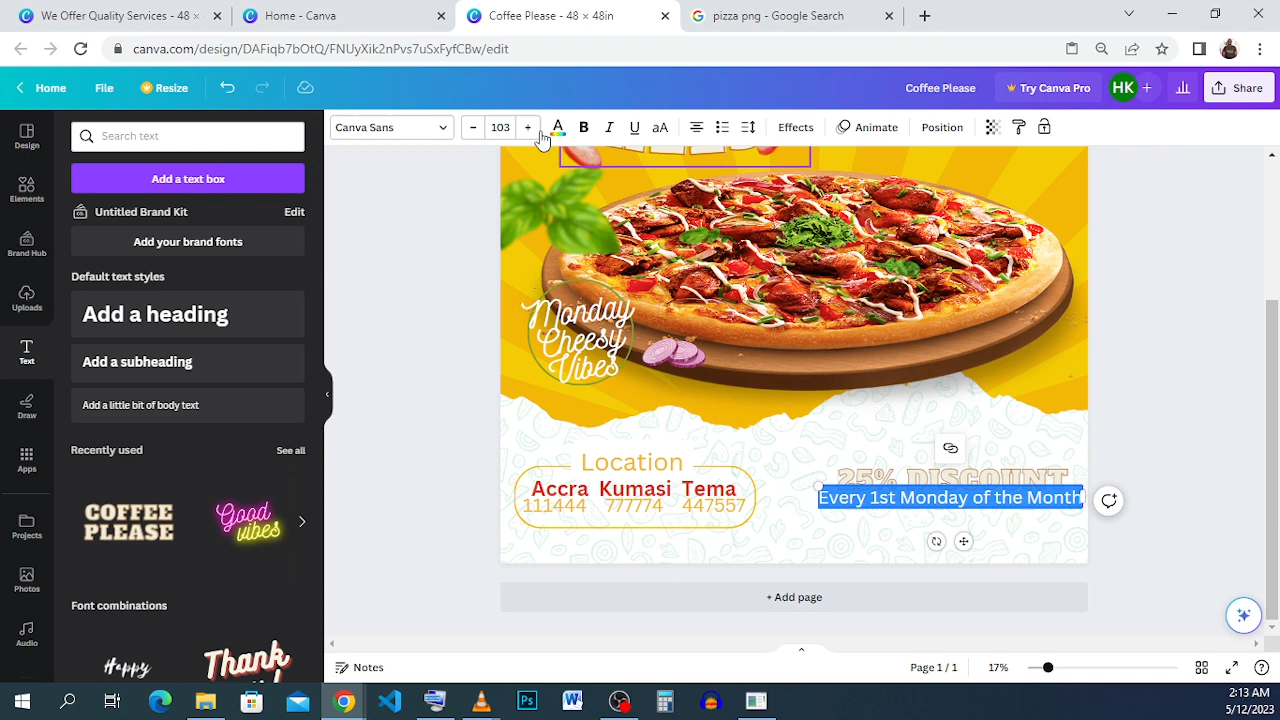 We Offer Quality Services - 48 ×
Home - Canva
Coffee Please - 48 × 48in
pizza png - Google Search
canva.com/design/DAFiqb7bOtQ/FNUyXik2nPvs7uSxFyfCBw/edit
Home
File
Resize
Coffee Please
Try Canva Pro
HK
Share
Canva Sans
103
A
B
I
U
aA
Effects
Animate
Position
Design
Elements
Brand Hub
Uploads
Text
Draw
Apps
Projects
Photos
Audio
Search text
Add a text box
Untitled Brand Kit
Edit
Add your brand fonts
Default text styles
Add a heading
Add a subheading
Add a little bit of body text
Recently used
See all
COFFEE
PLEASE
Good
vibes
Font combinations
Happy
Thank
Monday
Cheesy
Vibes
Location
Accra Kumasi Tema
111444 777774 447557
25% DISCOUNT
Every 1st Monday of the Month
+ Add page
Notes
Page 1 / 1
17%
2:13 AM
5/12/2023